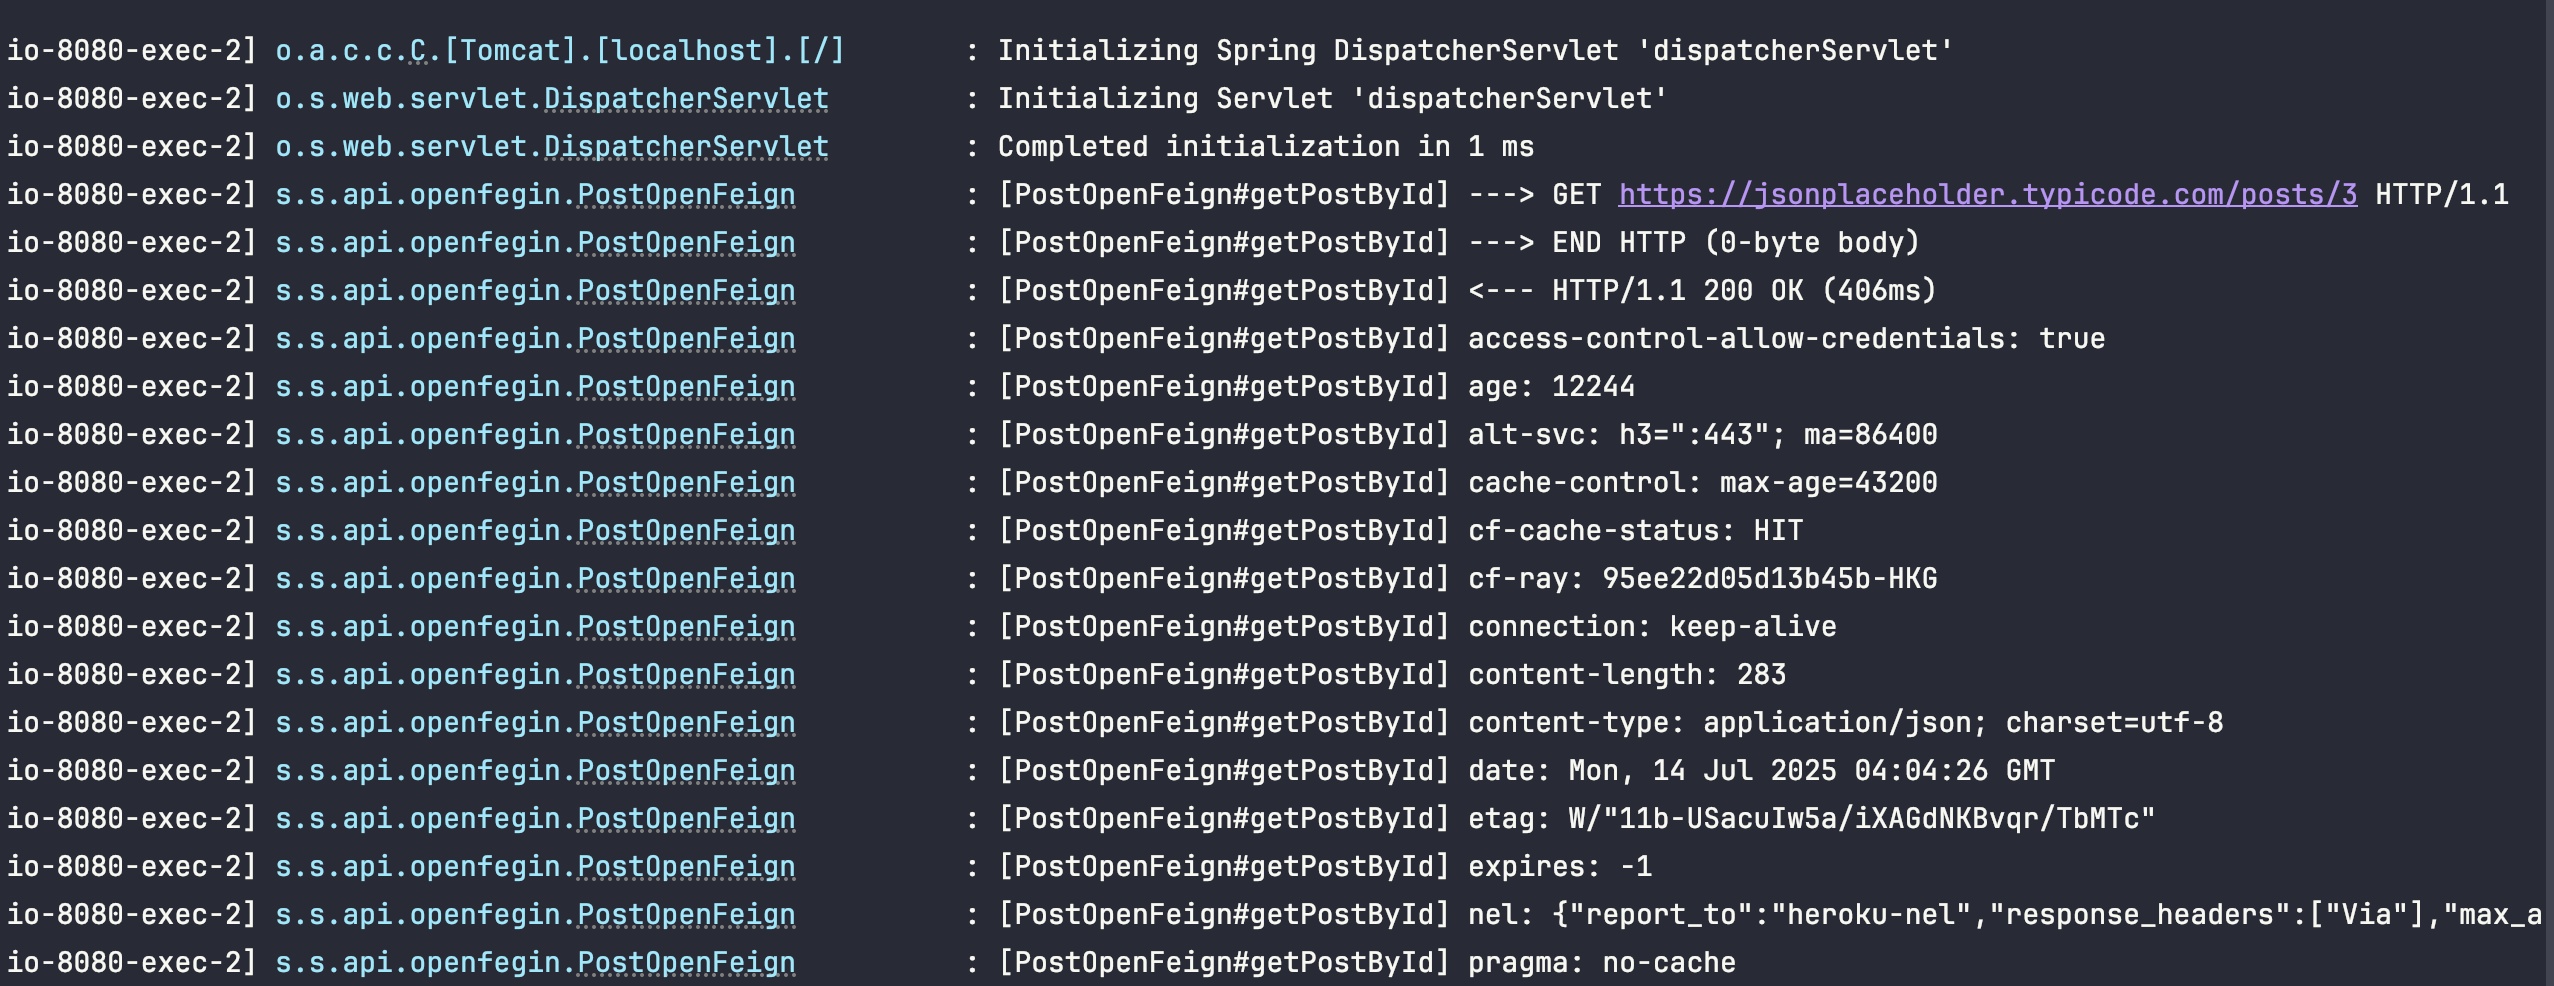 io-8080-exec-2] o.a.c.c.C.[Tomcat].[localhost].[/]       : Initializing Spring DispatcherServlet 'dispatcherServlet'
io-8080-exec-2] o.s.web.servlet.DispatcherServlet        : Initializing Servlet 'dispatcherServlet'
io-8080-exec-2] o.s.web.servlet.DispatcherServlet        : Completed initialization in 1 ms
io-8080-exec-2] s.s.api.openfegin.PostOpenFeign          : [PostOpenFeign#getPostById] ---> GET https://jsonplaceholder.typicode.com/posts/3 HTTP/1.1
io-8080-exec-2] s.s.api.openfegin.PostOpenFeign          : [PostOpenFeign#getPostById] ---> END HTTP (0-byte body)
io-8080-exec-2] s.s.api.openfegin.PostOpenFeign          : [PostOpenFeign#getPostById] <--- HTTP/1.1 200 OK (406ms)
io-8080-exec-2] s.s.api.openfegin.PostOpenFeign          : [PostOpenFeign#getPostById] access-control-allow-credentials: true
io-8080-exec-2] s.s.api.openfegin.PostOpenFeign          : [PostOpenFeign#getPostById] age: 12244
io-8080-exec-2] s.s.api.openfegin.PostOpenFeign          : [PostOpenFeign#getPostById] alt-svc: h3=":443"; ma=86400
io-8080-exec-2] s.s.api.openfegin.PostOpenFeign          : [PostOpenFeign#getPostById] cache-control: max-age=43200
io-8080-exec-2] s.s.api.openfegin.PostOpenFeign          : [PostOpenFeign#getPostById] cf-cache-status: HIT
io-8080-exec-2] s.s.api.openfegin.PostOpenFeign          : [PostOpenFeign#getPostById] cf-ray: 95ee22d05d13b45b-HKG
io-8080-exec-2] s.s.api.openfegin.PostOpenFeign          : [PostOpenFeign#getPostById] connection: keep-alive
io-8080-exec-2] s.s.api.openfegin.PostOpenFeign          : [PostOpenFeign#getPostById] content-length: 283
io-8080-exec-2] s.s.api.openfegin.PostOpenFeign          : [PostOpenFeign#getPostById] content-type: application/json; charset=utf-8
io-8080-exec-2] s.s.api.openfegin.PostOpenFeign          : [PostOpenFeign#getPostById] date: Mon, 14 Jul 2025 04:04:26 GMT
io-8080-exec-2] s.s.api.openfegin.PostOpenFeign          : [PostOpenFeign#getPostById] etag: W/"11b-USacuIw5a/iXAGdNKBvqr/TbMTc"
io-8080-exec-2] s.s.api.openfegin.PostOpenFeign          : [PostOpenFeign#getPostById] expires: -1
io-8080-exec-2] s.s.api.openfegin.PostOpenFeign          : [PostOpenFeign#getPostById] nel: {"report_to":"heroku-nel","response_headers":["Via"],"max_a
io-8080-exec-2] s.s.api.openfegin.PostOpenFeign          : [PostOpenFeign#getPostById] pragma: no-cache